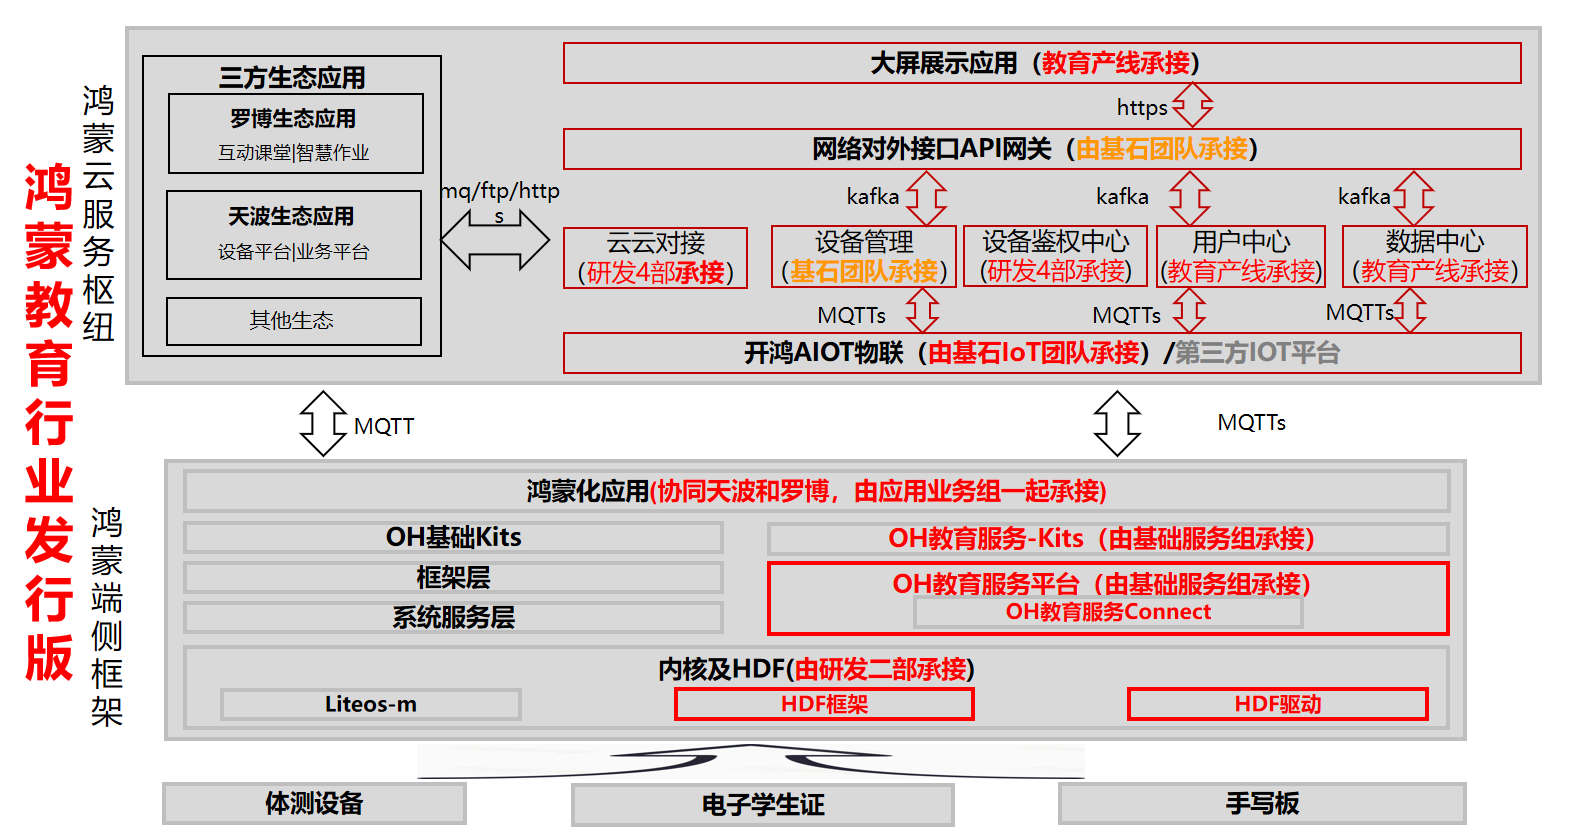 鸿蒙教育行业发行版
鸿蒙云服务枢纽
三方生态应用
罗博生态应用
互动课堂|智慧作业
天波生态应用
设备平台|业务平台
其他生态
mq/ftp/http
s
大屏展示应用（教育产线承接）
https
网络对外接口API网关（由基石团队承接）
kafka
kafka
kafka
云云对接
（研发4部承接）
设备管理
（基石团队承接）
设备鉴权中心
（研发4部承接）
用户中心
（教育产线承接）
数据中心
（教育产线承接）
MQTTs
MQTTs
MQTTs
开鸿AIOT物联（由基石IoT团队承接）/第三方IOT平台
MQTT
MQTTs
鸿蒙端侧框架
鸿蒙化应用(协同天波和罗博，由应用业务组一起承接)
OH基础Kits
框架层
系统服务层
OH教育服务-Kits（由基础服务组承接）
OH教育服务平台（由基础服务组承接）
OH教育服务Connect
内核及HDF(由研发二部承接)
Liteos-m
HDF框架
HDF驱动
体测设备
电子学生证
手写板